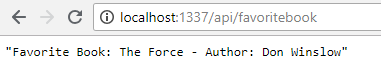 localhost:1337/api/favoritebook
"Favorite Book: The Force - Author: Don Winslow"